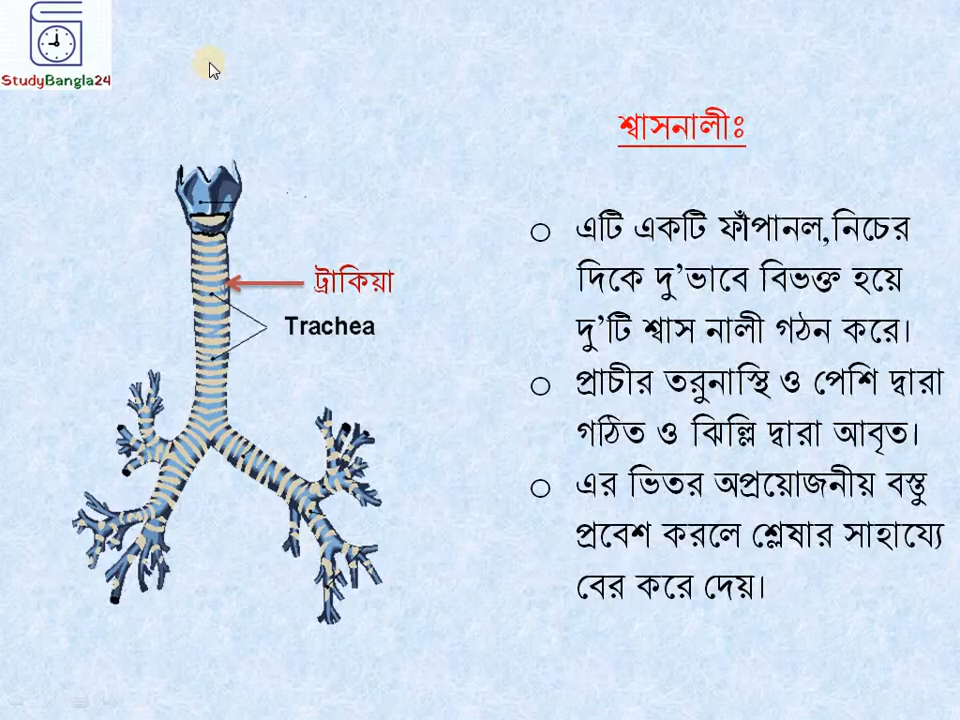 StudyBangla24
শ্বাসনালীঃ
ট্রাকিয়া
Trachea
এটি একটি ফাঁপানল,নিচের
দিকে দু’ভাবে বিভক্ত হয়ে
দু’টি শ্বাস নালী গঠন করে।
প্রাচীর তরুনাস্থি ও পেশি দ্বারা
গঠিত ও ঝিল্লি দ্বারা আবৃত।
এর ভিতর অপ্রয়োজনীয় বস্তু
প্রবেশ করলে শ্লেষার সাহায্যে
বের করে দেয়।